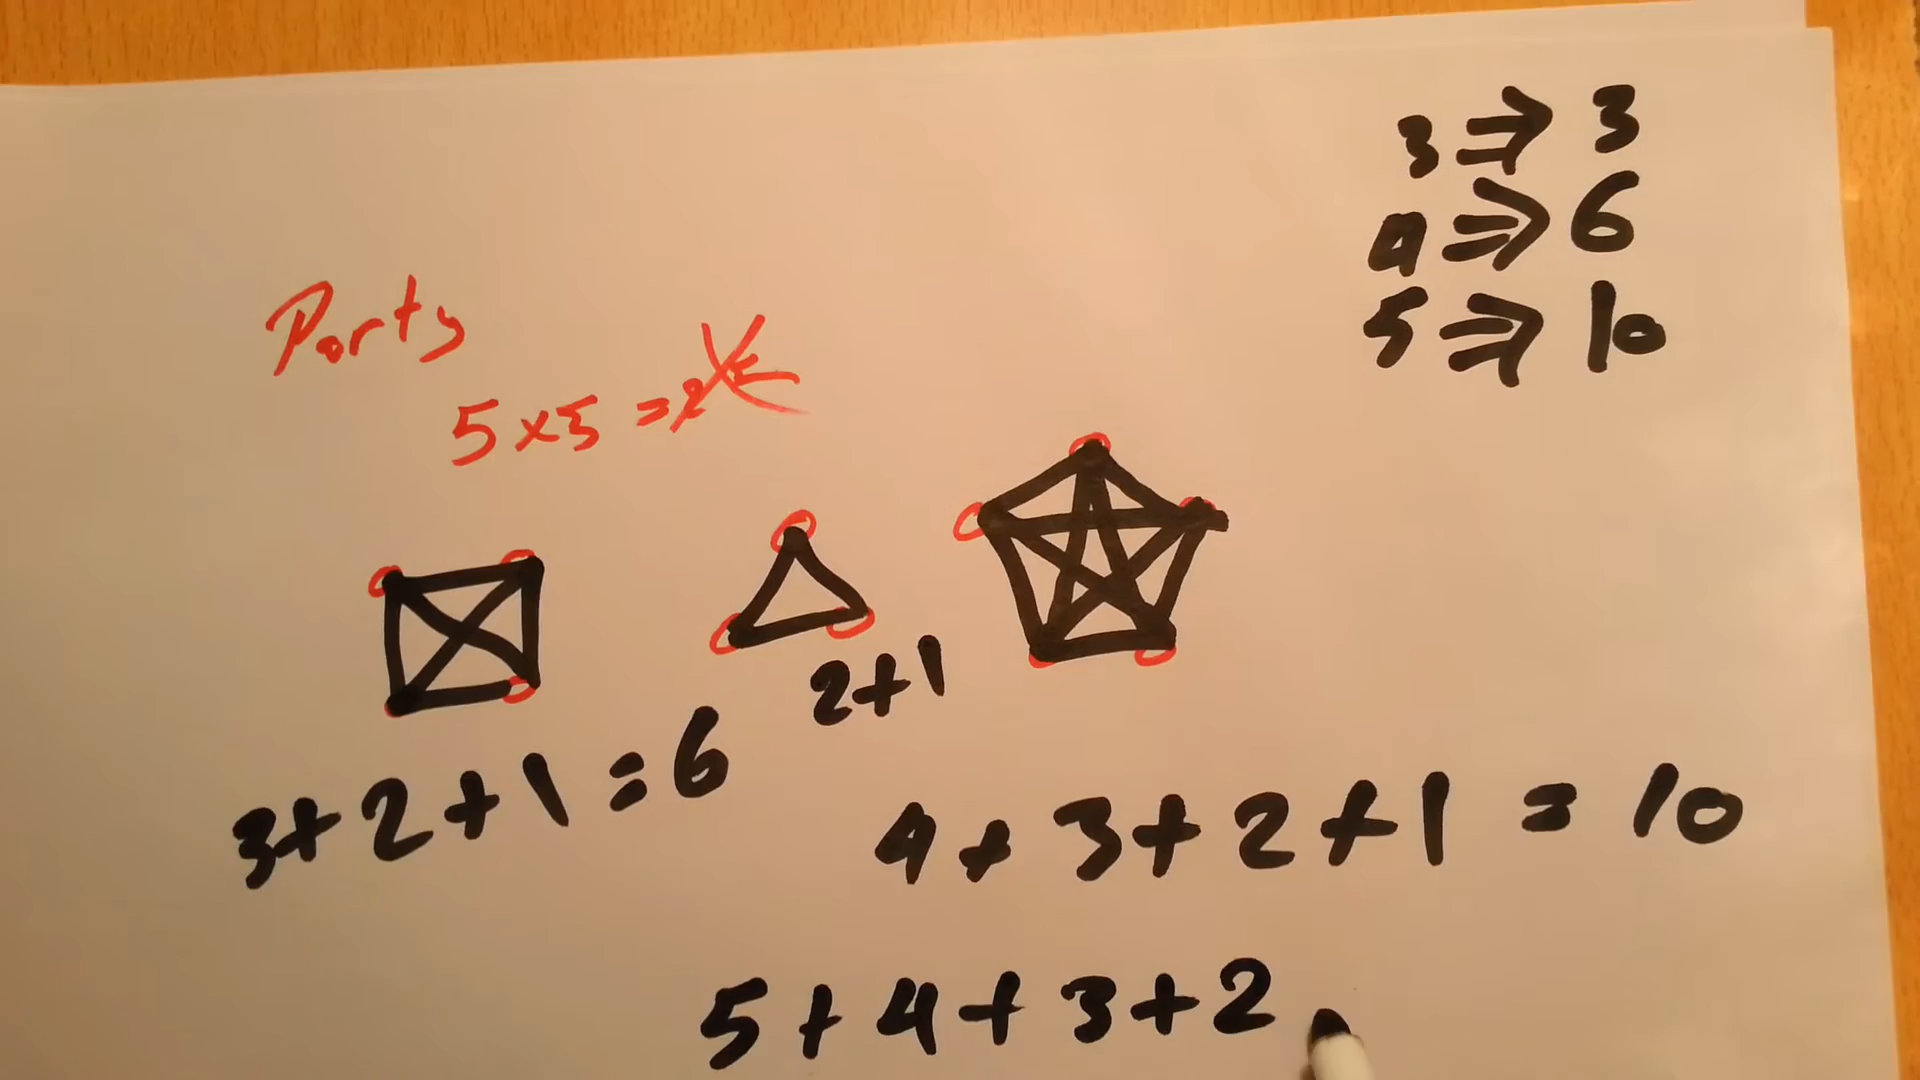 3 ⇒ 3
4 ⇒ 6
5 ⇒ 10
Party
5 x 5 =
2+1
3+2+1=6
4+3+2+1=10
5+4+3+2